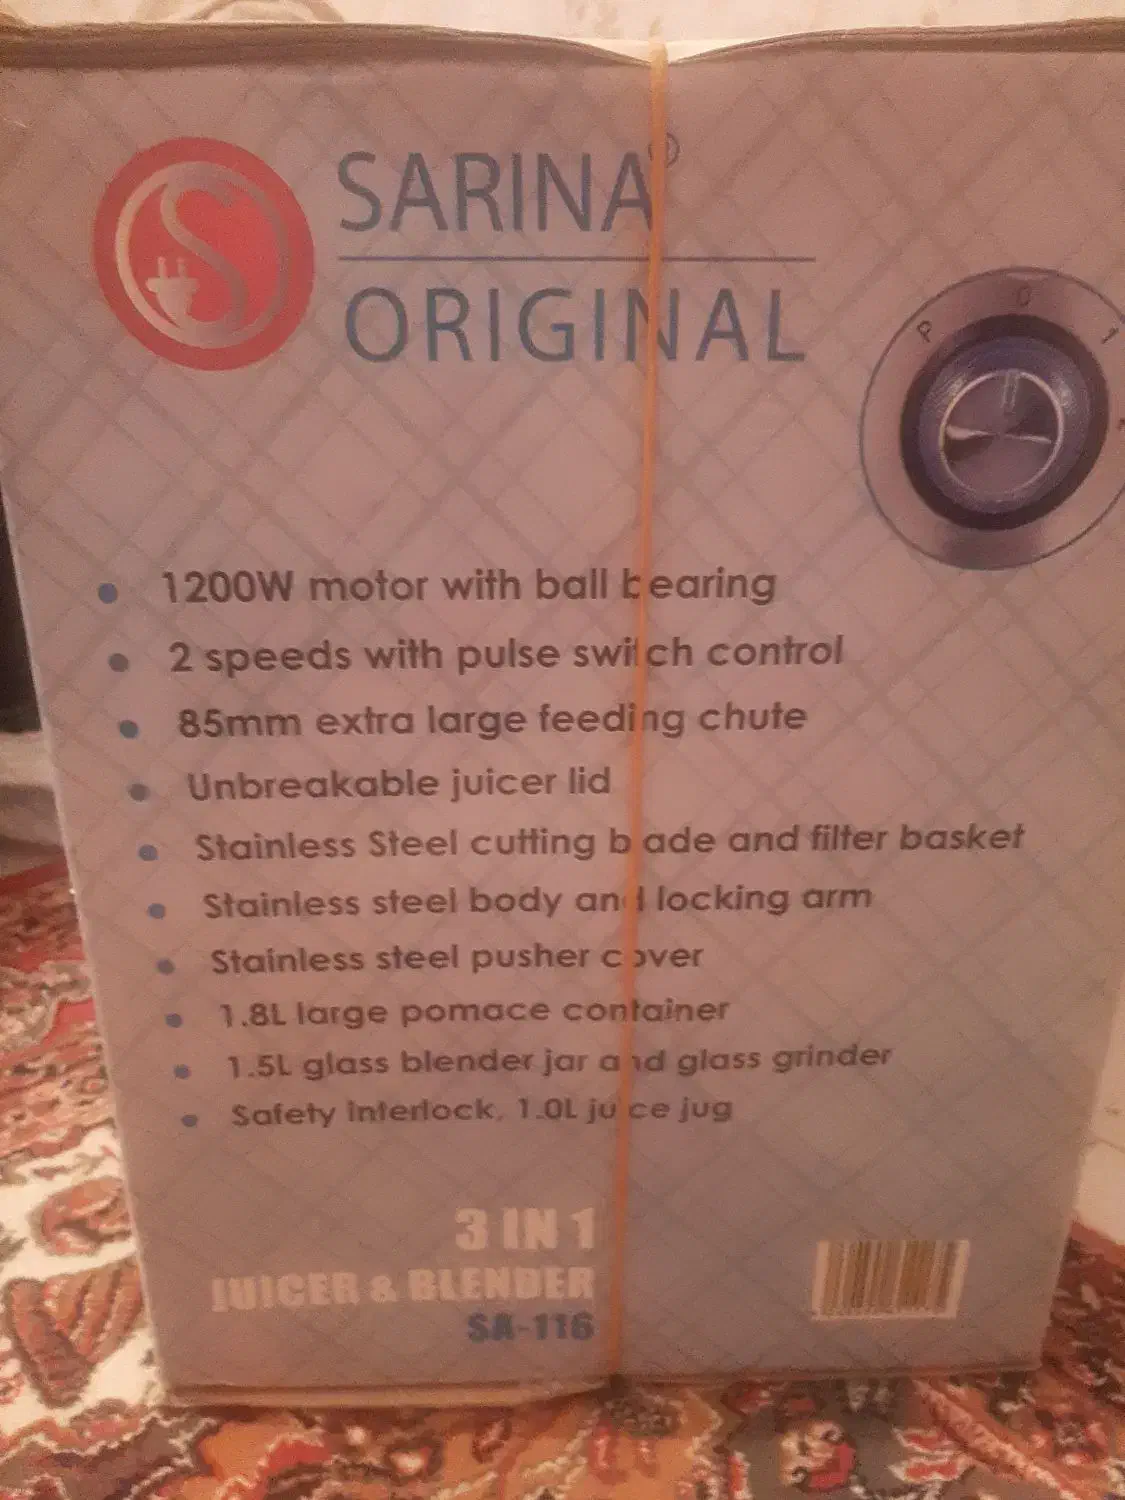 SARINA®
ORIGINAL
P 0 1
1200W motor with ball bearing
2 speeds with pulse switch control
85mm extra large feeding chute
Unbreakable juicer lid
Stainless Steel cutting blade and filter basket
Stainless steel body and locking arm
Stainless steel pusher cover
1.8L large pomace container
1.5L glass blender jar and glass grinder
Safety interlock, 1.0L juice jug
3 IN 1
JUICER & BLENDER
SA-116